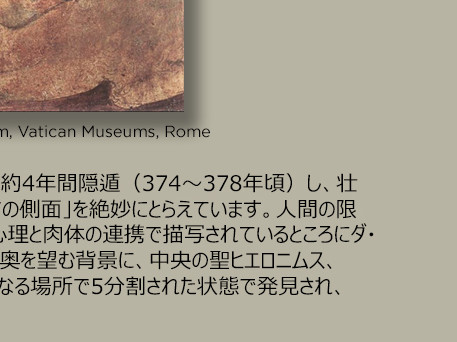 m, Vatican Museums, Rome
約4年間隠遁（374～378年頃）し、壮
ての側面」を絶妙にとらえています。人間の限
心理と肉体の連携で描写されているところにダ・
奥を望む背景に、中央の聖ヒエロニムス、
なる場所で5分割された状態で発見され、